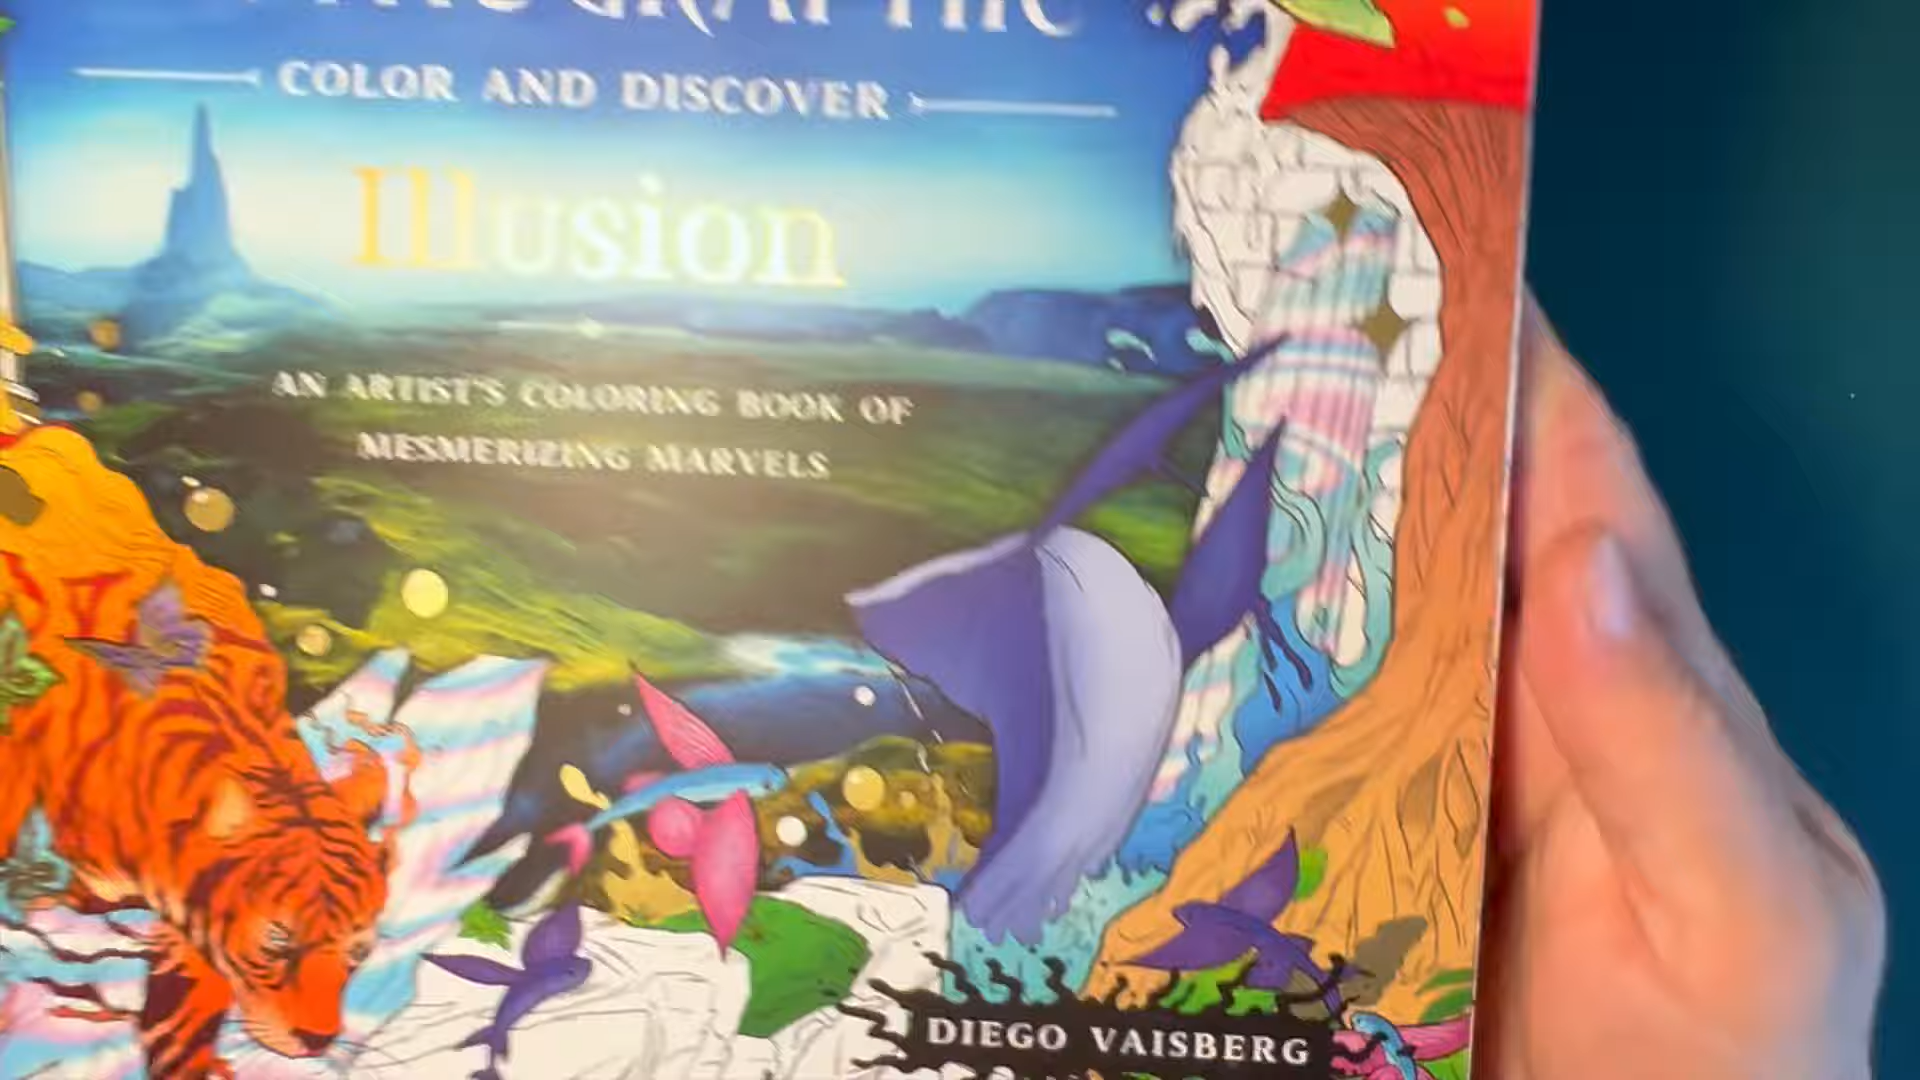 COLOR AND DISCOVER
Illusion
AN ARTIST'S COLORING BOOK OF
MESMERIZING MARVELS
DIEGO VAISBERG